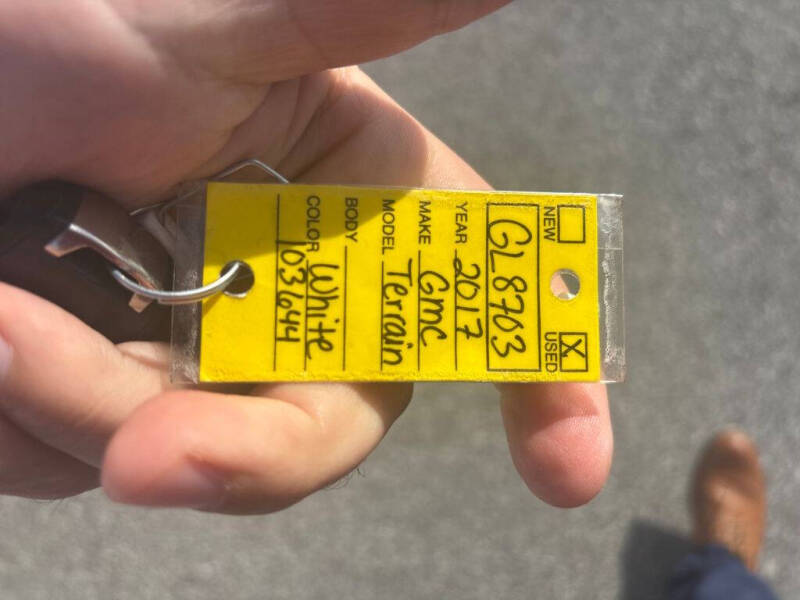 NEW USED X
GL8703
YEAR 2017
MAKE GMC
MODEL Terrain
BODY
COLOR White
103644